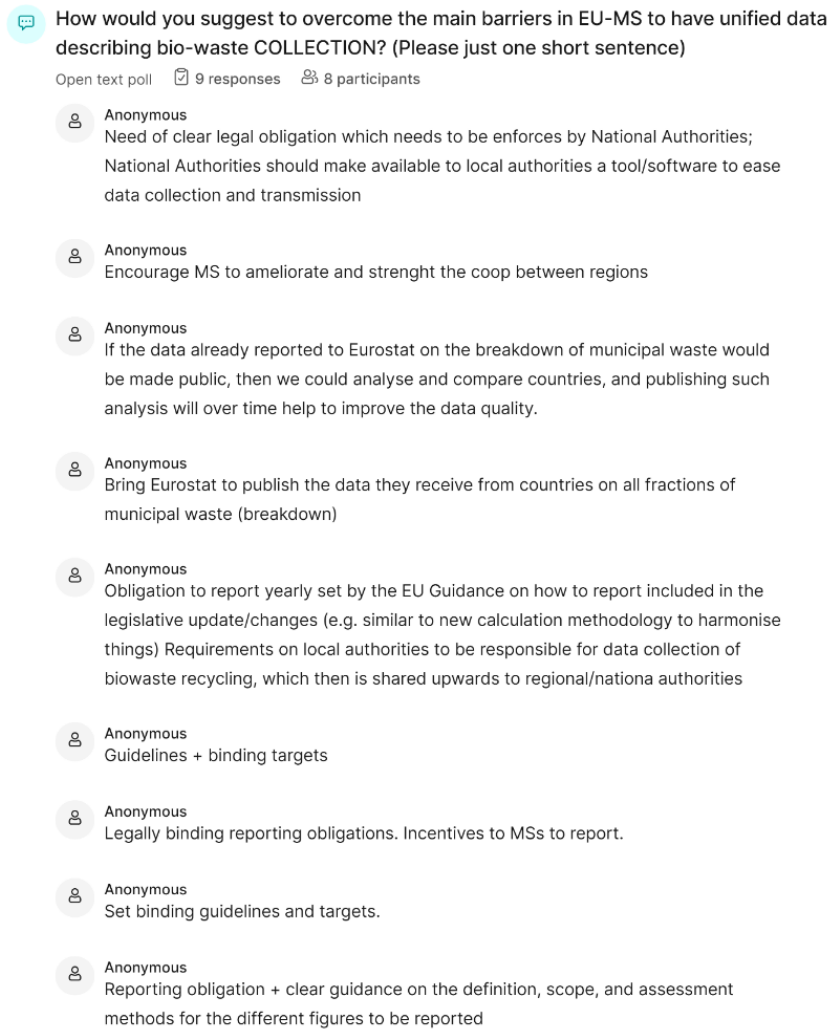 How would you suggest to overcome the main barriers in EU-MS to have unified data
describing bio-waste COLLECTION? (Please just one short sentence)
Open text poll 9 responses 8 participants
Anonymous
Need of clear legal obligation which needs to be enforces by National Authorities;
National Authorities should make available to local authorities a tool/software to ease
data collection and transmission
Anonymous
Encourage MS to ameliorate and strenght the coop between regions
Anonymous
If the data already reported to Eurostat on the breakdown of municipal waste would
be made public, then we could analyse and compare countries, and publishing such
analysis will over time help to improve the data quality.
Anonymous
Bring Eurostat to publish the data they receive from countries on all fractions of
municipal waste (breakdown)
Anonymous
Obligation to report yearly set by the EU Guidance on how to report included in the
legislative update/changes (e.g. similar to new calculation methodology to harmonise
things) Requirements on local authorities to be responsible for data collection of
biowaste recycling, which then is shared upwards to regional/nationa authorities
Anonymous
Guidelines + binding targets
Anonymous
Legally binding reporting obligations. Incentives to MSs to report.
Anonymous
Set binding guidelines and targets.
Anonymous
Reporting obligation + clear guidance on the definition, scope, and assessment
methods for the different figures to be reported